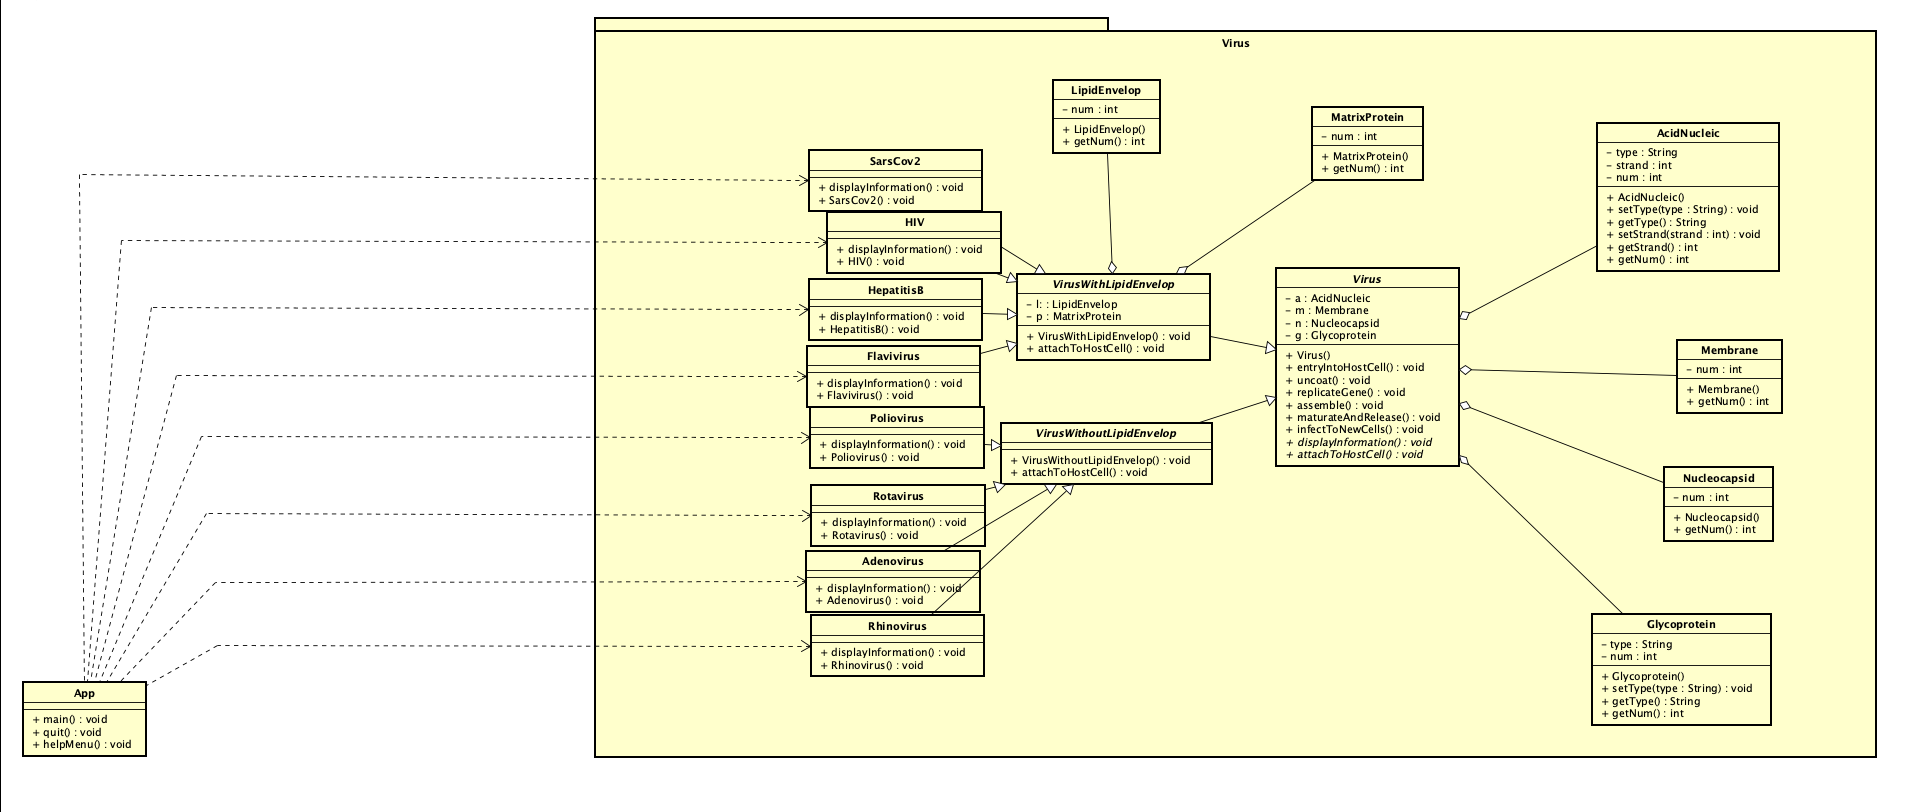 Virus
LipidEnvelop
− num : int
+ LipidEnvelop()
+ getNum() : int
MatrixProtein
− num : int
+ MatrixProtein()
+ getNum() : int
AcidNucleic
− type : String
− strand : int
− num : int
+ AcidNucleic()
+ setType(type : String) : void
+ getType() : String
+ setStrand(strand : int) : void
+ getStrand() : int
+ getNum() : int
SarsCov2
+ displayInformation() : void
+ SarsCov2() : void
HIV
+ displayInformation() : void
+ HIV() : void
HepatitisB
+ displayInformation() : void
+ HepatitisB() : void
Flavivirus
+ displayInformation() : void
+ Flavivirus() : void
Poliovirus
+ displayInformation() : void
+ Poliovirus() : void
Rotavirus
+ displayInformation() : void
+ Rotavirus() : void
Adenovirus
+ displayInformation() : void
+ Adenovirus() : void
Rhinovirus
+ displayInformation() : void
+ Rhinovirus() : void
VirusWithLipidEnvelop
− l: : LipidEnvelop
− p : MatrixProtein
+ VirusWithLipidEnvelop() : void
+ attachToHostCell() : void
VirusWithoutLipidEnvelop
+ VirusWithoutLipidEnvelop() : void
+ attachToHostCell() : void
Virus
− a : AcidNucleic
− m : Membrane
− n : Nucleocapsid
− g : Glycoprotein
+ Virus()
+ entryIntoHostCell() : void
+ uncoat() : void
+ replicateGene() : void
+ assemble() : void
+ maturateAndRelease() : void
+ infectToNewCells() : void
+ displayInformation() : void
+ attachToHostCell() : void
Membrane
− num : int
+ Membrane()
+ getNum() : int
Nucleocapsid
− num : int
+ Nucleocapsid()
+ getNum() : int
Glycoprotein
− type : String
− num : int
+ Glycoprotein()
+ setType(type : String) : void
+ getType() : String
+ getNum() : int
App
+ main() : void
+ quit() : void
+ helpMenu() : void